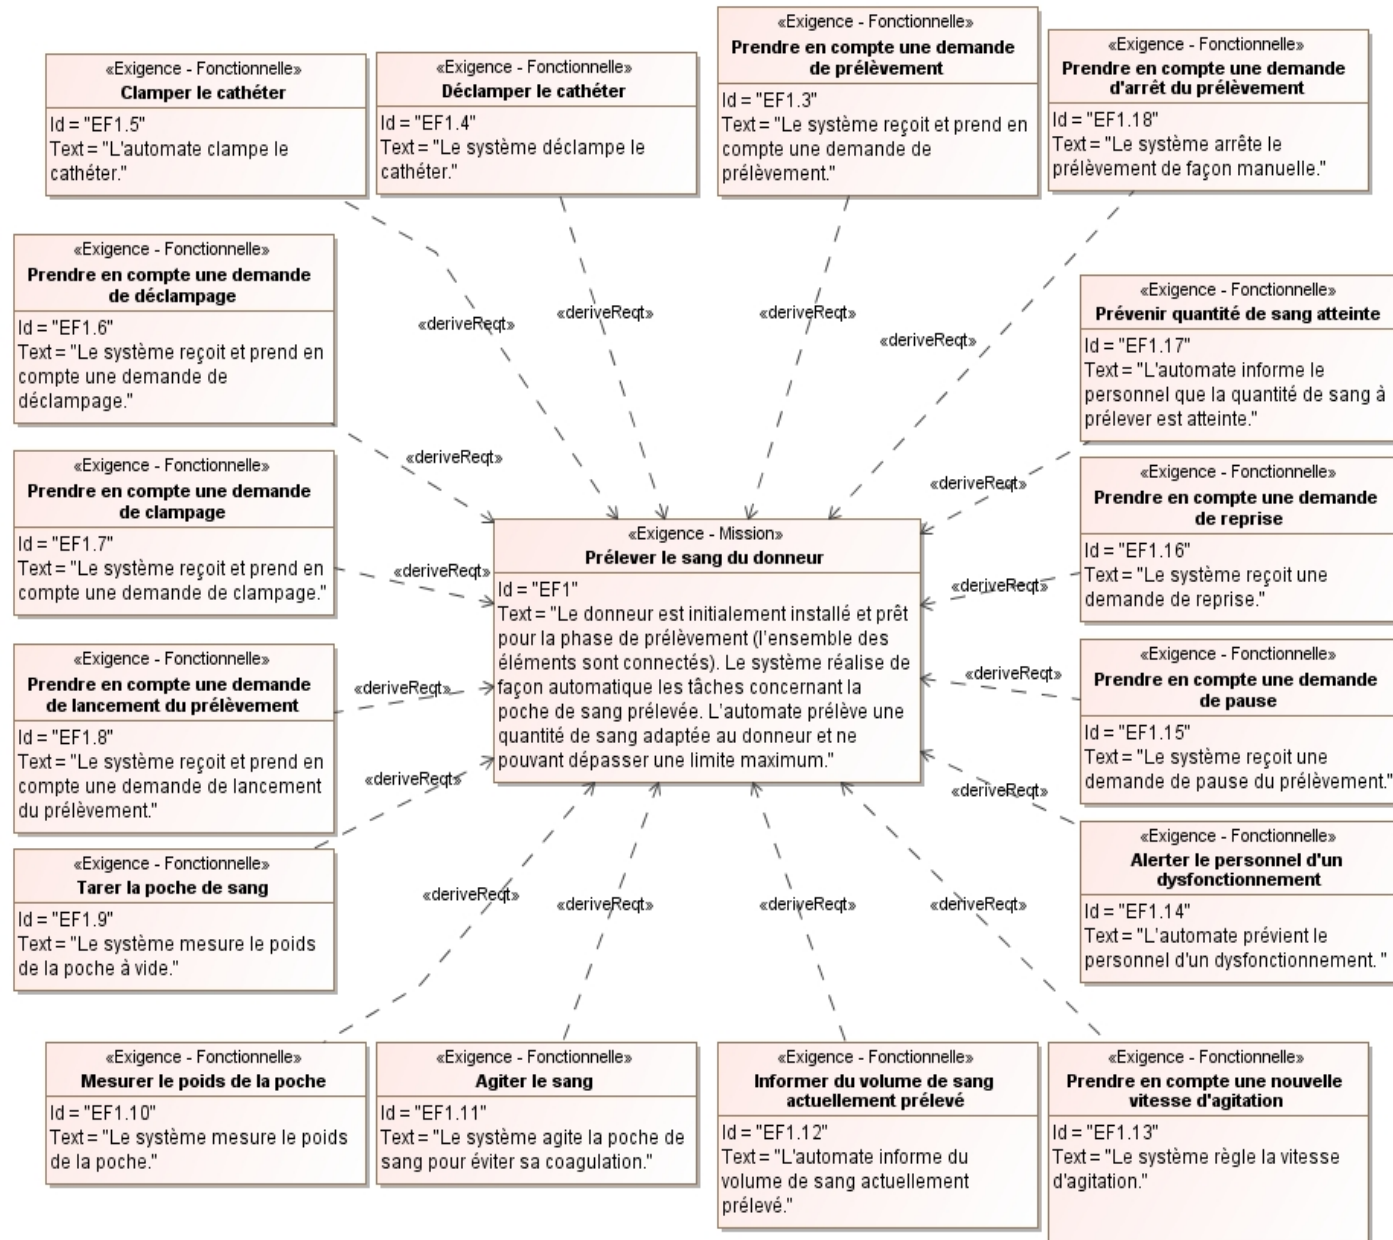 «Exigence - Fonctionnelle»
Clamper le cathéter
Id = "EF1.5"
Text = "L'automate clampe le
cathéter."
«Exigence - Fonctionnelle»
Déclamper le cathéter
Id = "EF1.4"
Text = "Le système déclampe le
cathéter."
«Exigence - Fonctionnelle»
Prendre en compte une demande
de prélèvement
Id = "EF1.3"
Text = "Le système reçoit et prend en
compte une demande de
prélèvement."
«Exigence - Fonctionnelle»
Prendre en compte une demande
d'arrêt du prélèvement
Id = "EF1.18"
Text = "Le système arrête le
prélèvement de façon manuelle."
«Exigence - Fonctionnelle»
Prendre en compte une demande
de déclampage
Id = "EF1.6"
Text = "Le système reçoit et prend en
compte une demande de
déclampage."
«deriveReqt»
«deriveReqt»
«deriveReqt»
«deriveReqt»
«Exigence - Fonctionnelle»
Prévenir quantité de sang atteinte
Id = "EF1.17"
Text = "L'automate informe le
personnel que la quantité de sang à
prélever est atteinte."
«deriveReqt»
«deriveReqt»
«Exigence - Fonctionnelle»
Prendre en compte une demande
de clampage
Id = "EF1.7"
Text = "Le système reçoit et prend en
compte une demande de clampage."
«deriveReqt»
«Exigence - Mission»
Prélever le sang du donneur
Id = "EF1"
Text = "Le donneur est initialement installé et prêt
pour la phase de prélèvement (l'ensemble des
éléments sont connectés). Le système réalise de
façon automatique les tâches concernant la
poche de sang prélevée. L'automate prélève une
quantité de sang adaptée au donneur et ne
pouvant dépasser une limite maximum."
«deriveReqt»
«Exigence - Fonctionnelle»
Prendre en compte une demande
de reprise
Id = "EF1.16"
Text = "Le système reçoit une
demande de reprise."
«Exigence - Fonctionnelle»
Prendre en compte une demande
de lancement du prélèvement
Id = "EF1.8"
Text = "Le système reçoit et prend en
compte une demande de lancement
du prélèvement."
«deriveReqt»
«deriveReqt»
«Exigence - Fonctionnelle»
Prendre en compte une demande
de pause
Id = "EF1.15"
Text = "Le système reçoit une
demande de pause du prélèvement."
«deriveReqt»
«deriveReqt»
«Exigence - Fonctionnelle»
Tarer la poche de sang
Id = "EF1.9"
Text = "Le système mesure le poids
de la poche à vide."
«Exigence - Fonctionnelle»
Alerter le personnel d'un
dysfonctionnement
Id = "EF1.14"
Text = "L'automate prévient le
personnel d'un dysfonctionnement. "
«deriveReqt»
«deriveReqt»
«deriveReqt»
«deriveReqt»
«Exigence - Fonctionnelle»
Mesurer le poids de la poche
Id = "EF1.10"
Text = "Le système mesure le poids
de la poche."
«Exigence - Fonctionnelle»
Agiter le sang
Id = "EF1.11"
Text = "Le système agite la poche de
sang pour éviter sa coagulation."
«Exigence - Fonctionnelle»
Informer du volume de sang
actuellement prélevé
Id = "EF1.12"
Text = "L'automate informe du
volume de sang actuellement
prélevé."
«Exigence - Fonctionnelle»
Prendre en compte une nouvelle
vitesse d'agitation
Id = "EF1.13"
Text = "Le système règle la vitesse
d'agitation."